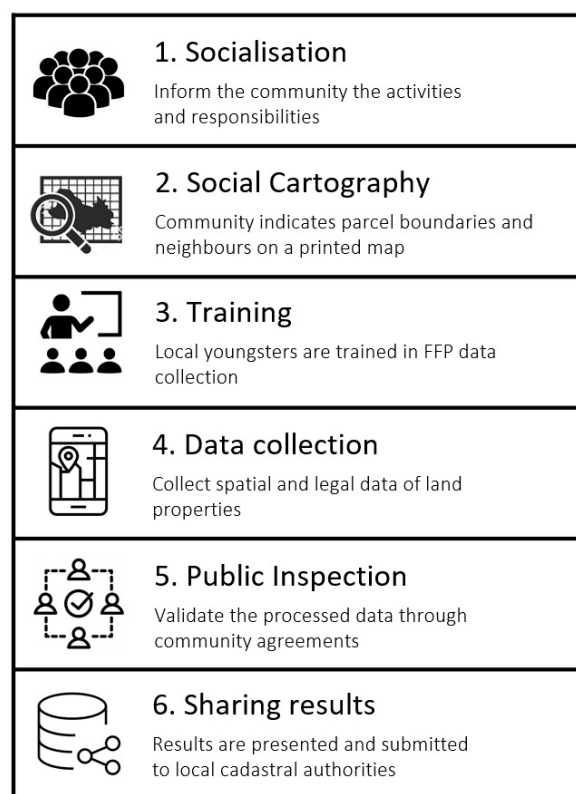 1. Socialisation
Inform the community the activities
and responsibilities
2. Social Cartography
Community indicates parcel boundaries and
neighbours on a printed map
3. Training
Local youngsters are trained in FFP data
collection
4. Data collection
Collect spatial and legal data of land
properties
5. Public Inspection
Validate the processed data through
community agreements
6. Sharing results
Results are presented and submitted
to local cadastral authorities